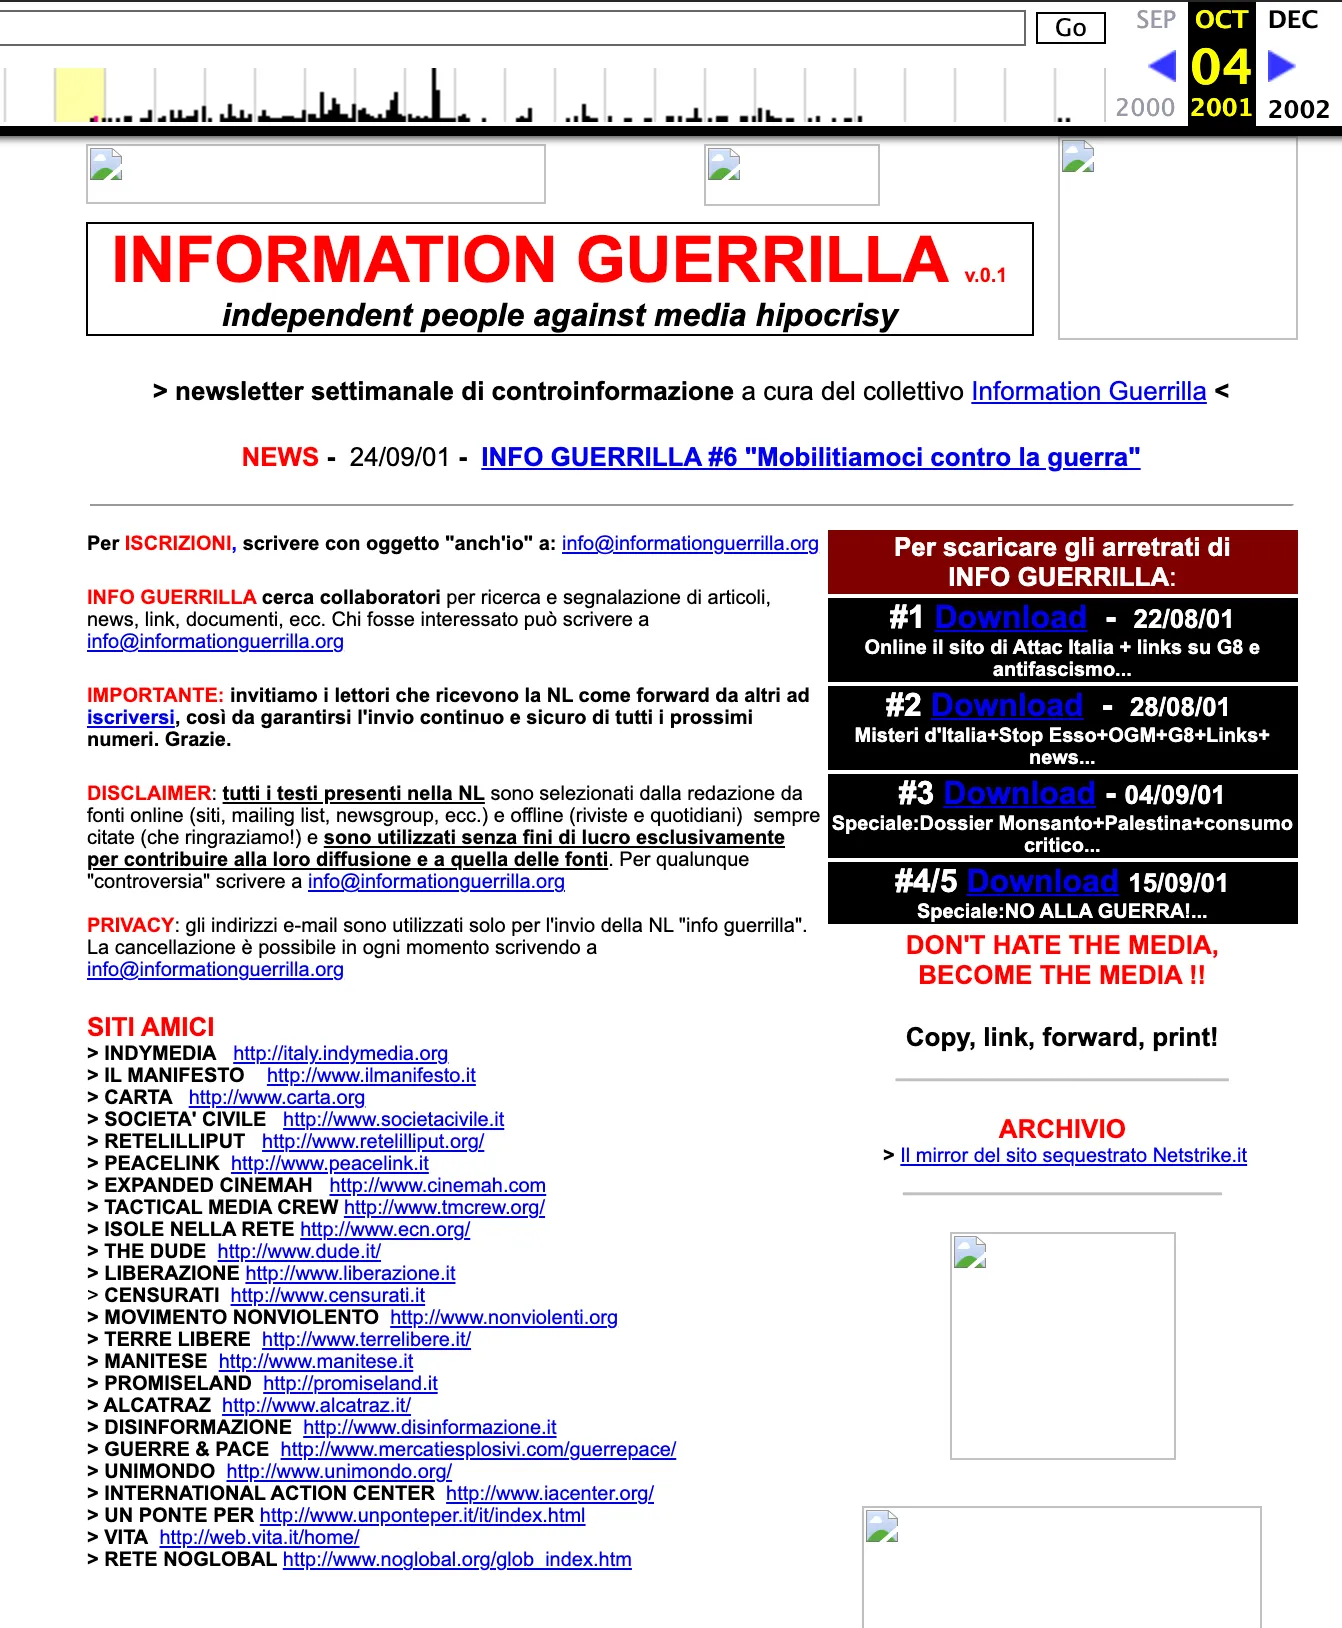 Go
SEP OCT DEC
04
2000 2001 2002
INFORMATION GUERRILLA v.0.1
independent people against media hipocrisy
> newsletter settimanale di controinformazione a cura del collettivo Information Guerrilla <
NEWS - 24/09/01 - INFO GUERRILLA #6 "Mobilitiamoci contro la guerra"
Per ISCRIZIONI, scrivere con oggetto "anch'io" a: info@informationguerrilla.org
INFO GUERRILLA cerca collaboratori per ricerca e segnalazione di articoli,
news, link, documenti, ecc. Chi fosse interessato può scrivere a
info@informationguerrilla.org
IMPORTANTE: invitiamo i lettori che ricevono la NL come forward da altri ad
iscriversi, così da garantirsi l'invio continuo e sicuro di tutti i prossimi
numeri. Grazie.
DISCLAIMER: tutti i testi presenti nella NL sono selezionati dalla redazione da
fonti online (siti, mailing list, newsgroup, ecc.) e offline (riviste e quotidiani) sempre
citate (che ringraziamo!) e sono utilizzati senza fini di lucro esclusivamente
per contribuire alla loro diffusione e a quella delle fonti. Per qualunque
"controversia" scrivere a info@informationguerrilla.org
PRIVACY: gli indirizzi e-mail sono utilizzati solo per l'invio della NL "info guerrilla".
La cancellazione è possibile in ogni momento scrivendo a
info@informationguerrilla.org
SITI AMICI
> INDYMEDIA http://italy.indymedia.org
> IL MANIFESTO http://www.ilmanifesto.it
> CARTA http://www.carta.org
> SOCIETA' CIVILE http://www.societacivile.it
> RETELILLIPUT http://www.retelilliput.org/
> PEACELINK http://www.peacelink.it
> EXPANDED CINEMAH http://www.cinemah.com
> TACTICAL MEDIA CREW http://www.tmcrew.org/
> ISOLE NELLA RETE http://www.ecn.org/
> THE DUDE http://www.dude.it/
> LIBERAZIONE http://www.liberazione.it
> CENSURATI http://www.censurati.it
> MOVIMENTO NONVIOLENTO http://www.nonviolenti.org
> TERRE LIBERE http://www.terrelibere.it/
> MANITESE http://www.manitese.it
> PROMISELAND http://promiseland.it
> ALCATRAZ http://www.alcatraz.it/
> DISINFORMAZIONE http://www.disinformazione.it
> GUERRE & PACE http://www.mercatiesplosivi.com/guerrepace/
> UNIMONDO http://www.unimondo.org/
> INTERNATIONAL ACTION CENTER http://www.iacenter.org/
> UN PONTE PER http://www.unponteper.it/it/index.html
> VITA http://web.vita.it/home/
> RETE NOGLOBAL http://www.noglobal.org/glob_index.htm
Per scaricare gli arretrati di
INFO GUERRILLA:
#1 Download - 22/08/01
Online il sito di Attac Italia + links su G8 e
antifascismo...
#2 Download - 28/08/01
Misteri d'Italia+Stop Esso+OGM+G8+Links+
news...
#3 Download - 04/09/01
Speciale:Dossier Monsanto+Palestina+consumo
critico...
#4/5 Download 15/09/01
Speciale:NO ALLA GUERRA!...
DON'T HATE THE MEDIA,
BECOME THE MEDIA !!
Copy, link, forward, print!
ARCHIVIO
> Il mirror del sito sequestrato Netstrike.it